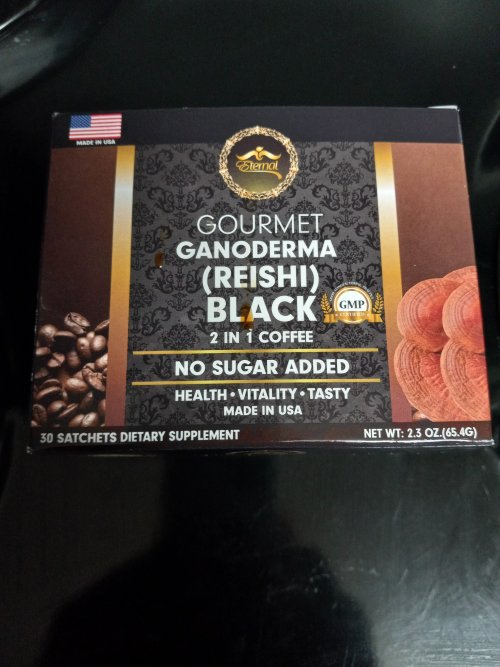 MADE IN USA
Eternal
GOURMET
GANODERMA
(REISHI)
BLACK
GMP
CERTIFIED
2 IN 1 COFFEE
NO SUGAR ADDED
HEALTH • VITALITY • TASTY
MADE IN USA
30 SATCHETS DIETARY SUPPLEMENT
NET WT: 2.3 OZ.(65.4G)